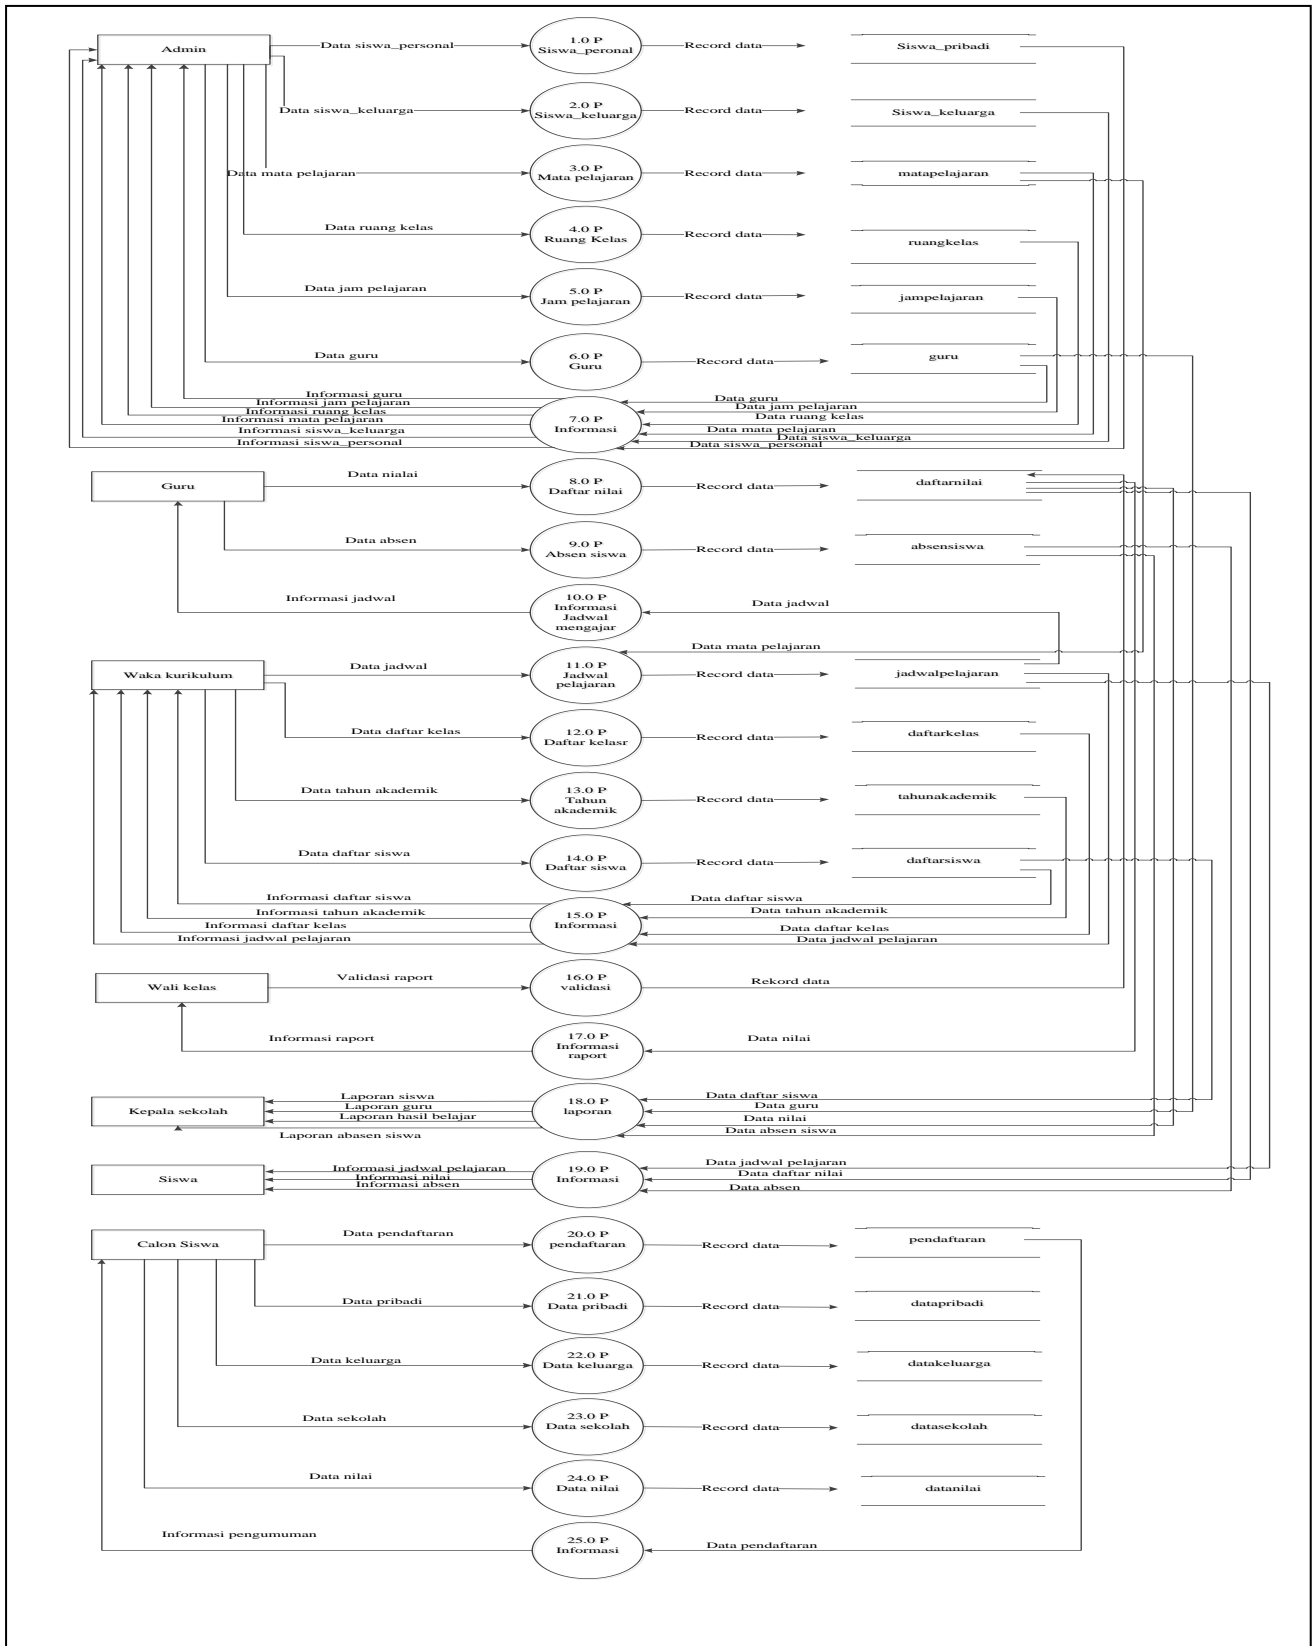 Admin
Data siswa_personal
1.0 P
Siswa_peronal
Record data
Siswa_pribadi
Data siswa_keluarga
2.0 P
Siswa_keluarga
Record data
Siswa_keluarga
Data mata pelajaran
3.0 P
Mata pelajaran
Record data
matapelajaran
Data ruang kelas
4.0 P
Ruang Kelas
Record data
ruangkelas
Data jam pelajaran
5.0 P
Jam pelajaran
Record data
jampelajaran
Data guru
6.0 P
Guru
Record data
guru
Informasi guru
Informasi jam pelajaran
Informasi ruang kelas
Informasi mata pelajaran
Informasi siswa_keluarga
Informasi siswa_personal
7.0 P
Informasi
Data guru
Data jam pelajaran
Data ruang kelas
Data mata pelajaran
Data siswa_keluarga
Data siswa_personal
Guru
Data nialai
8.0 P
Daftar nilai
Record data
daftarnilai
Data absen
9.0 P
Absen siswa
Record data
absensiswa
Informasi jadwal
10.0 P
Informasi
Jadwal
mengajar
Data jadwal
Data mata pelajaran
Waka kurikulum
Data jadwal
11.0 P
Jadwal
pelajaran
Record data
jadwalpelajaran
Data daftar kelas
12.0 P
Daftar kelasr
Record data
daftarkelas
Data tahun akademik
13.0 P
Tahun
akademik
Record data
tahunakademik
Data daftar siswa
14.0 P
Daftar siswa
Record data
daftarsiswa
Informasi daftar siswa
Informasi tahun akademik
Informasi daftar kelas
Informasi jadwal pelajaran
15.0 P
Informasi
Data daftar siswa
Data tahun akademik
Data daftar kelas
Data jadwal pelajaran
Wali kelas
Validasi raport
16.0 P
validasi
Rekord data
Informasi raport
17.0 P
Informasi
raport
Data nilai
Kepala sekolah
Laporan siswa
Laporan guru
Laporan hasil belajar
Laporan abasen siswa
18.0 P
laporan
Data daftar siswa
Data guru
Data nilai
Data absen siswa
Siswa
Informasi jadwal pelajaran
Informasi nilai
Informasi absen
19.0 P
Informasi
Data jadwal pelajaran
Data daftar nilai
Data absen
Calon Siswa
Data pendaftaran
20.0 P
pendaftaran
Record data
pendaftaran
Data pribadi
21.0 P
Data pribadi
Record data
datapribadi
Data keluarga
22.0 P
Data keluarga
Record data
datakeluarga
Data sekolah
23.0 P
Data sekolah
Record data
datasekolah
Data nilai
24.0 P
Data nilai
Record data
datanilai
Informasi pengumuman
25.0 P
Informasi
Data pendaftaran